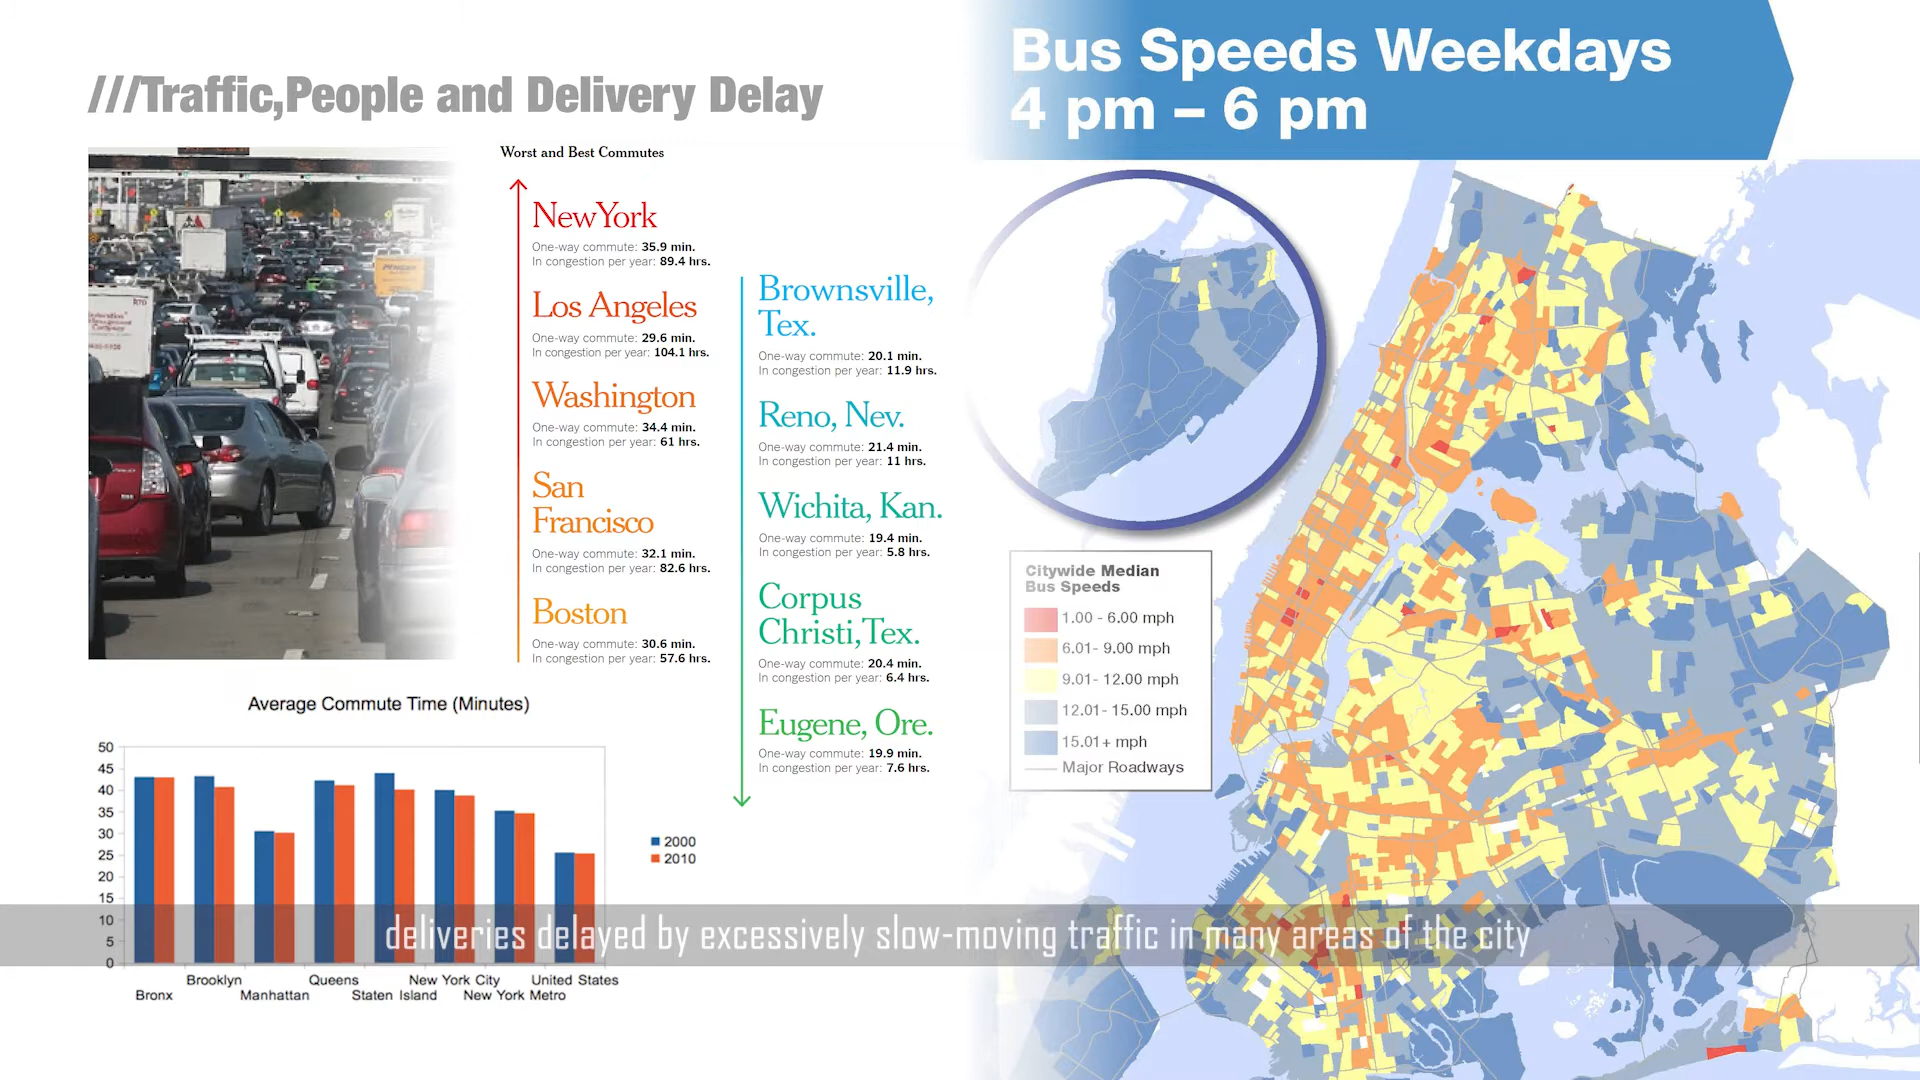 ///Traffic,People and Delivery Delay
Worst and Best Commutes
NewYork
One-way commute: 35.9 min.
In congestion per year: 89.4 hrs.
Los Angeles
One-way commute: 29.6 min.
In congestion per year: 104.1 hrs.
Washington
One-way commute: 34.4 min.
In congestion per year: 61 hrs.
San
Francisco
One-way commute: 32.1 min.
In congestion per year: 82.6 hrs.
Boston
One-way commute: 30.6 min.
In congestion per year: 57.6 hrs.
Brownsville,
Tex.
One-way commute: 20.1 min.
In congestion per year: 11.9 hrs.
Reno, Nev.
One-way commute: 21.4 min.
In congestion per year: 11 hrs.
Wichita, Kan.
One-way commute: 19.4 min.
In congestion per year: 5.8 hrs.
Corpus
Christi, Tex.
One-way commute: 20.4 min.
In congestion per year: 6.4 hrs.
Eugene, Ore.
One-way commute: 19.9 min.
In congestion per year: 7.6 hrs.
Average Commute Time (Minutes)
50
45
40
35
30
25
20
15
10
5
0
2000
2010
Brooklyn Queens New York City United States
Bronx Manhattan Staten Island New York Metro
Bus Speeds Weekdays
4 pm – 6 pm
Citywide Median
Bus Speeds
1.00 - 6.00 mph
6.01- 9.00 mph
9.01- 12.00 mph
12.01- 15.00 mph
15.01+ mph
Major Roadways
deliveries delayed by excessively slow-moving traffic in many areas of the city